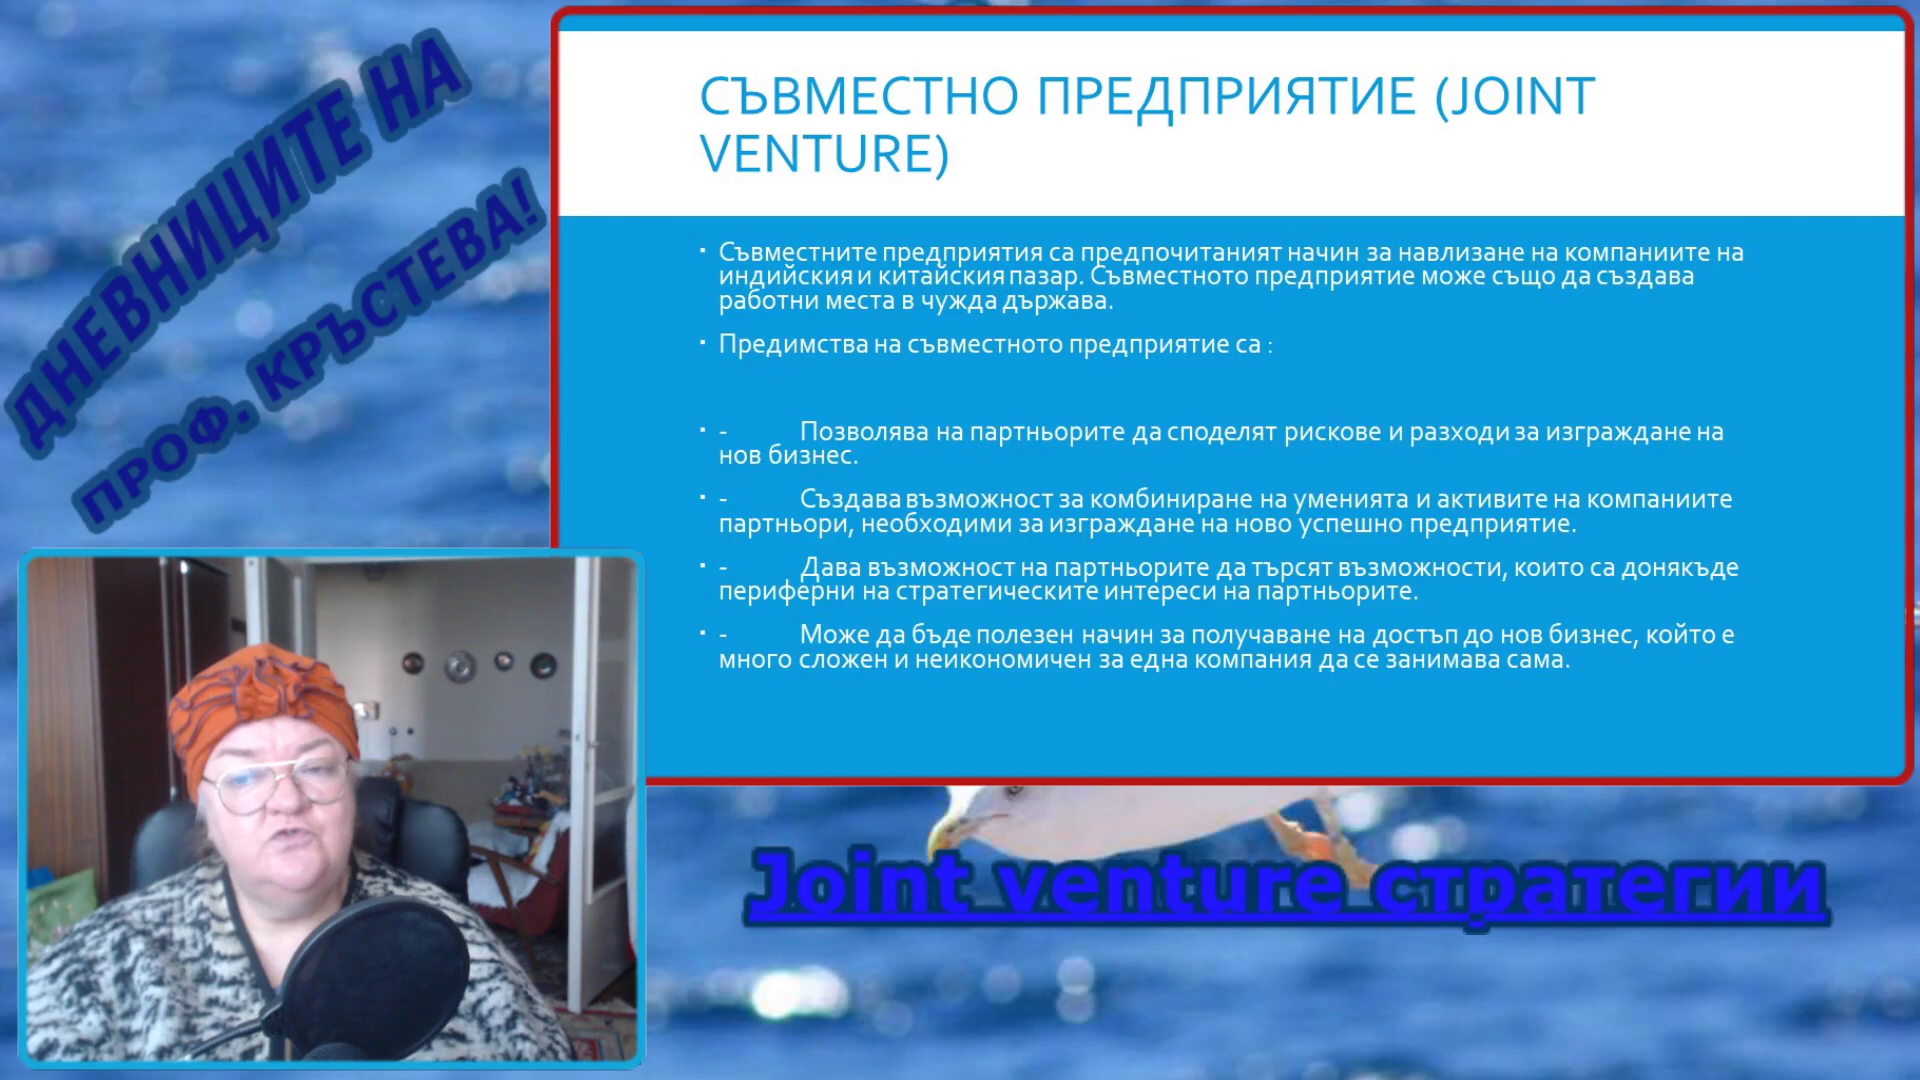 ДНЕВНИЦИТЕ НА
ПРОФ. КРЪСТЕВА!
СЪВМЕСТНО ПРЕДПРИЯТИЕ (JOINT
VENTURE)
Съвместните предприятия са предпочитаният начин за навлизане на компаниите на
индийския и китайския пазар. Съвместното предприятие може също да създава
работни места в чужда държава.
Предимства на съвместното предприятие са :
- Позволява на партньорите да споделят рискове и разходи за изграждане на
нов бизнес.
- Създава възможност за комбиниране на уменията и активите на компаниите
партньори, необходими за изграждане на ново успешно предприятие.
- Дава възможност на партньорите да търсят възможности, които са донякъде
периферни на стратегическите интереси на партньорите.
- Може да бъде полезен начин за получаване на достъп до нов бизнес, който е
много сложен и неикономичен за една компания да се занимава сама.
Joint venture стратегии